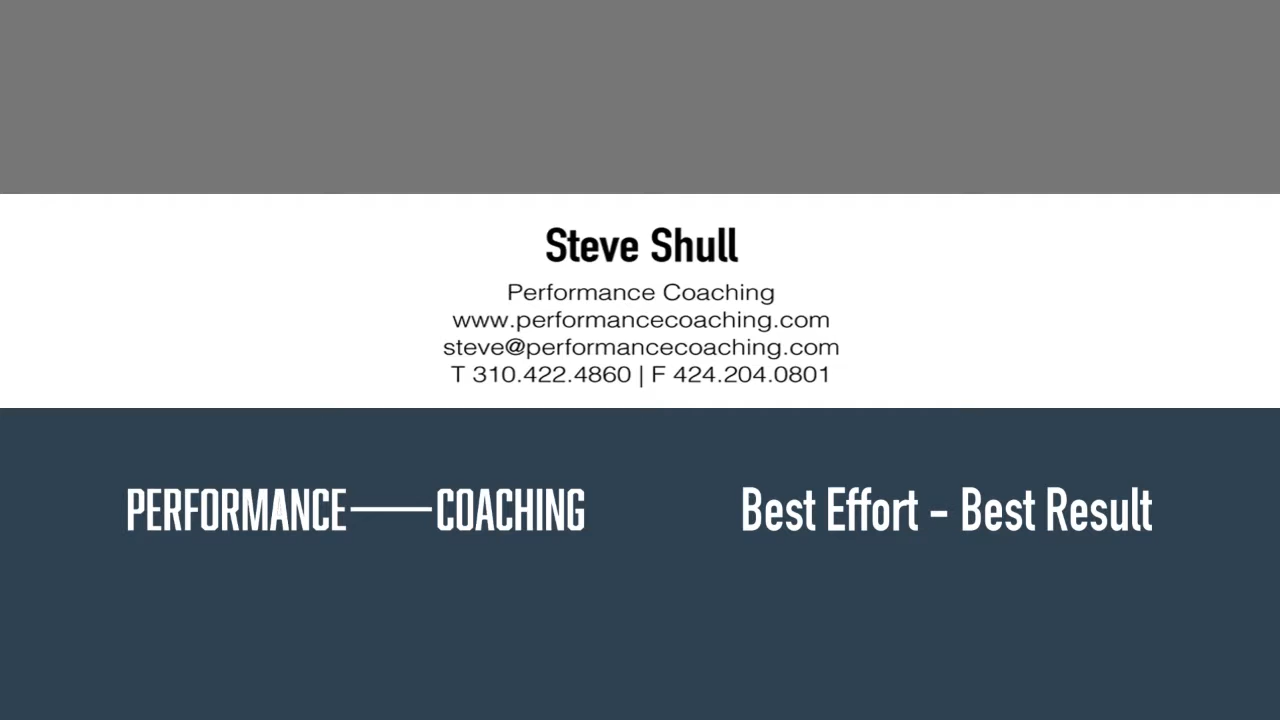 Steve Shull
Performance Coaching
www.performancecoaching.com
steve@performancecoaching.com
T 310.422.4860 | F 424.204.0801
PERFORMANCE — COACHING
Best Effort - Best Result